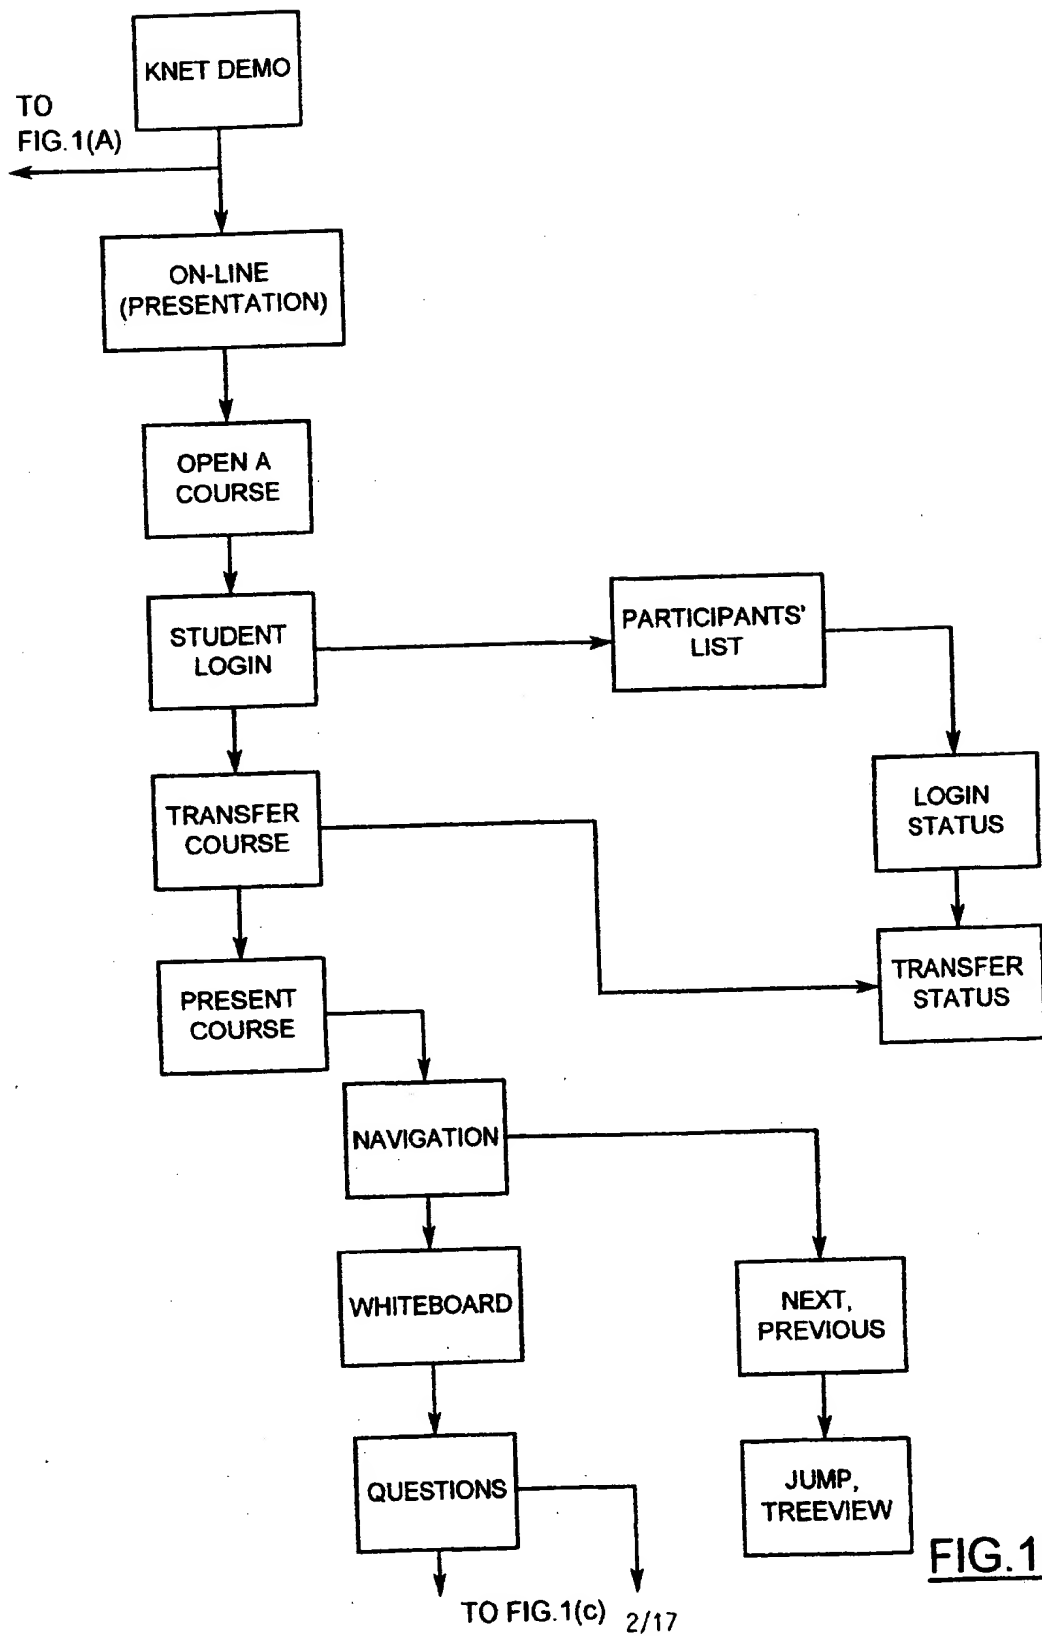 KNET DEMO
TO
FIG.1(A)
ON-LINE
(PRESENTATION)
OPEN A
COURSE
STUDENT
LOGIN
PARTICIPANTS'
LIST
TRANSFER
COURSE
LOGIN
STATUS
PRESENT
COURSE
TRANSFER
STATUS
NAVIGATION
WHITEBOARD
NEXT,
PREVIOUS
QUESTIONS
JUMP,
TREEVIEW
FIG.1
TO FIG.1(c)
2/17